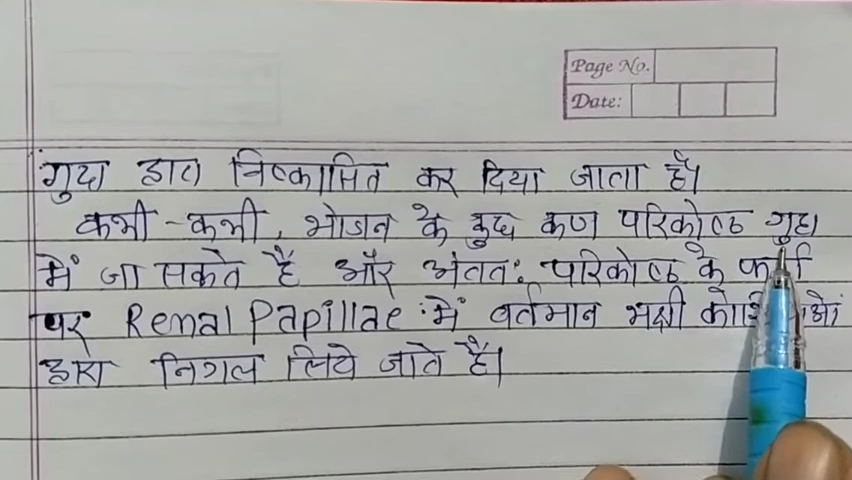 Page No.
Date:
गुदा द्वारा निष्कासित कर दिया जाता है।
कभी-कभी, भोजन के कुछ कण परिकोष्ठ गुहा
में जा सकते है और अंततः परिकोष्ठ के
पर Renal Papillae में वर्तमान भक्षी
द्वारा निगल लिये जाते है।